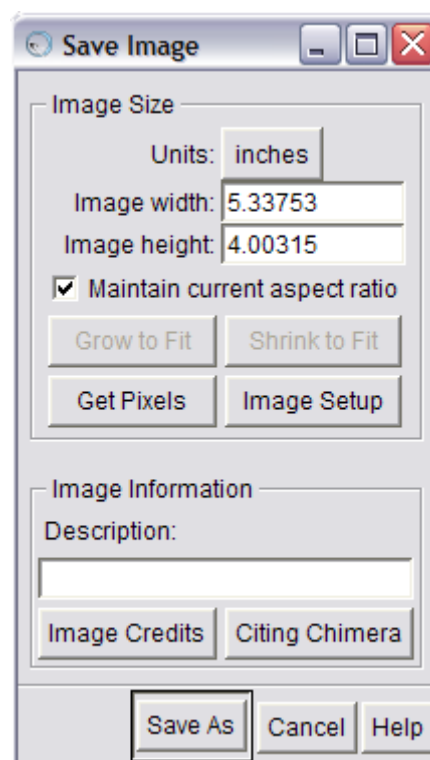 Save Image
Image Size
Units: inches
Image width: 5.33753
Image height: 4.00315
Maintain current aspect ratio
Grow to Fit Shrink to Fit
Get Pixels Image Setup
Image Information
Description:
Image Credits Citing Chimera
Save As Cancel Help